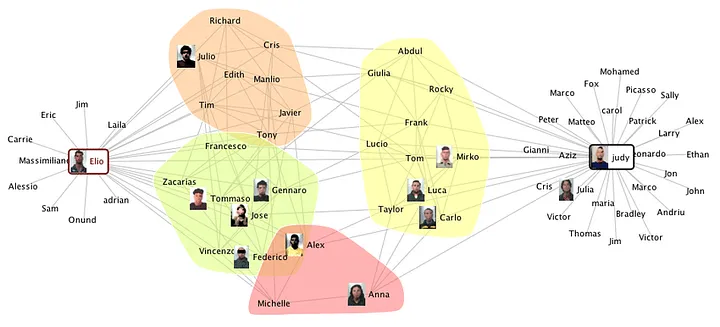 Richard
Cris
Julio
Edith
Manlio
Tim
Javier
Tony
Abdul
Giulia
Rocky
Frank
Lucio
Tom
Mirko
Luca
Taylor
Carlo
Francesco
Zacarias
Gennaro
Tommaso
Jose
Vincenzo
Federico
Alex
Anna
Michelle
Jim
Eric
Laila
Carrie
Massimiliano
Elio
Alessio
adrian
Sam
Onund
Mohamed
Fox
Picasso
Marco
Sally
carol
Peter
Matteo
Patrick
Alex
Larry
Gianni
Aziz
judy
eonardo
Ethan
Jon
Cris
Julia
Marco
John
maria
Victor
Bradley
Andriu
Thomas
Jim
Victor